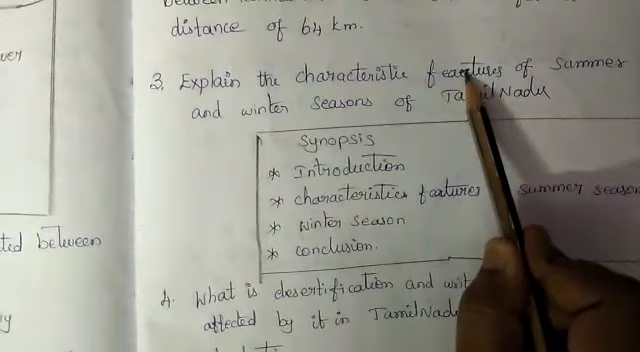 distance of 64 km.
ver
3. Explain the characteristic features of Summer
and winter seasons of TamilNadu
Synopsis
* Introduction
* characteristics features summer season
* winter season
* conclusion.
ted between
4. What is desertification and
affected by it in TamilNadu